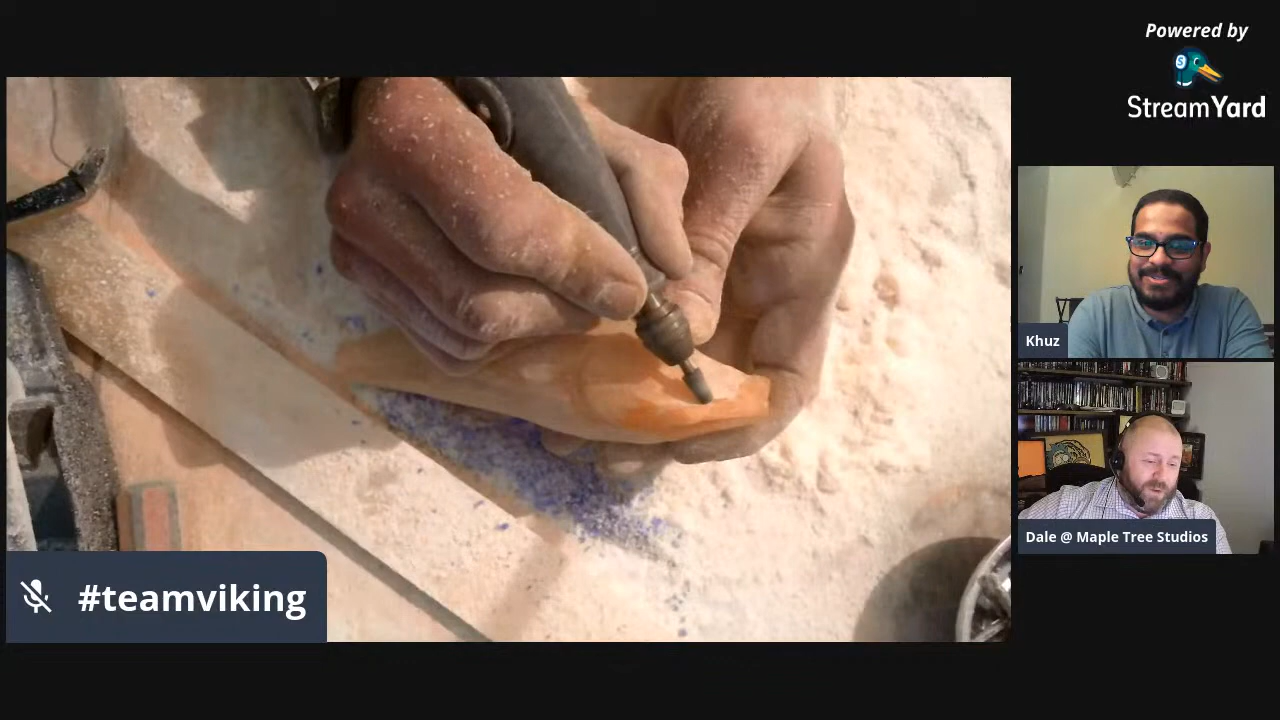 Powered by
StreamYard
Khuz
Dale @ Maple Tree Studios
#teamviking